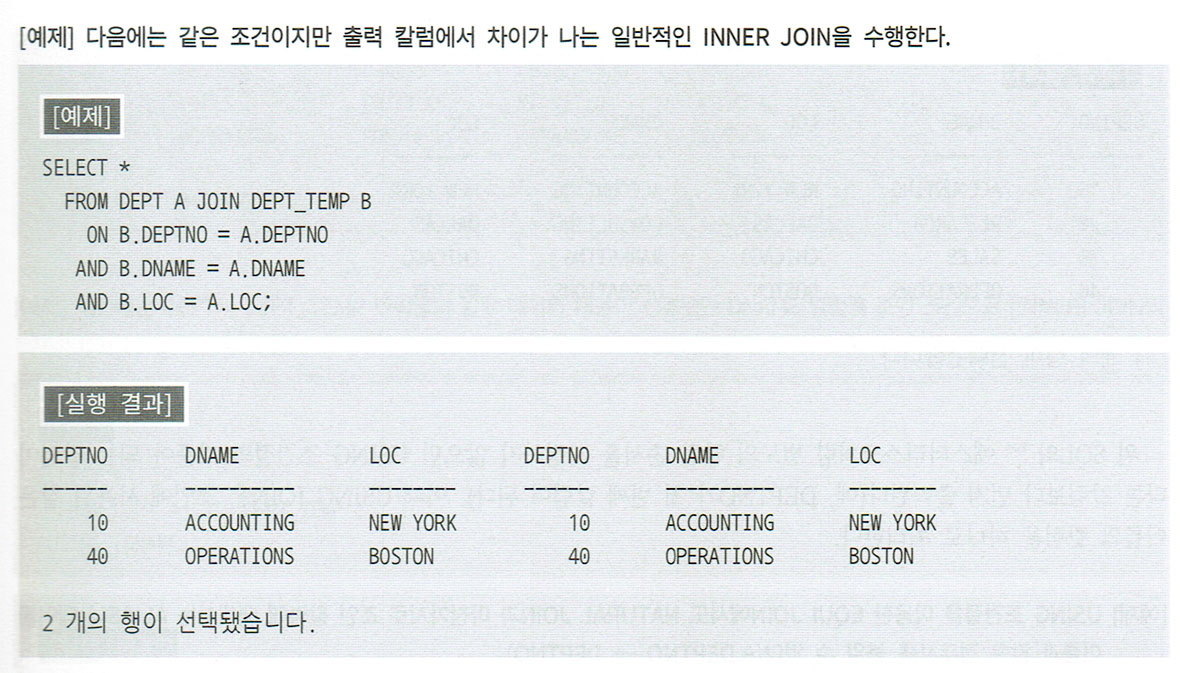 [예제] 다음에는 같은 조건이지만 출력 칼럼에서 차이가 나는 일반적인 INNER JOIN을 수행한다.
[예제]
SELECT *
FROM DEPT A JOIN DEPT_TEMP B
ON B.DEPTNO = A.DEPTNO
AND B.DNAME = A.DNAME
AND B.LOC = A.LOC;
[실행 결과]
DEPTNO DNAME LOC DEPTNO DNAME LOC
------ ---------- -------- ------ ---------- --------
10 ACCOUNTING NEW YORK 10 ACCOUNTING NEW YORK
40 OPERATIONS BOSTON 40 OPERATIONS BOSTON
2 개의 행이 선택됐습니다.